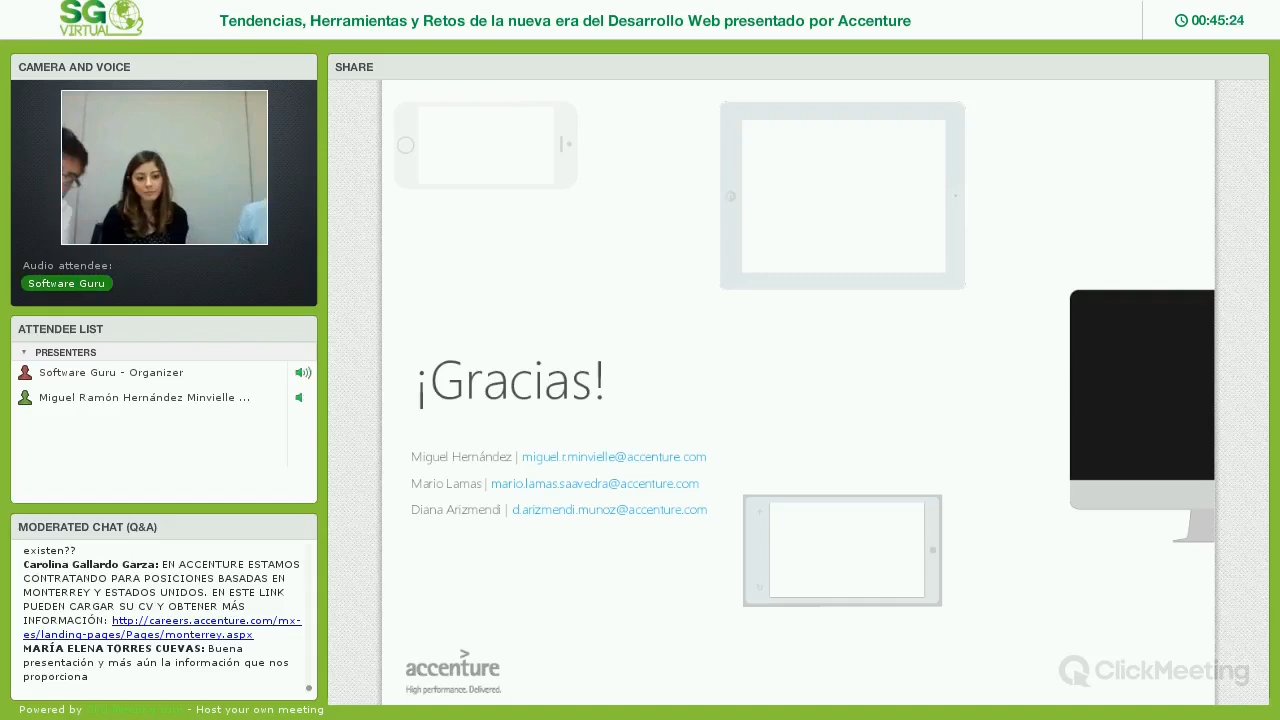 SG
VIRTUAL
Tendencias, Herramientas y Retos de la nueva era del Desarrollo Web presentado por Accenture
00:45:24
CAMERA AND VOICE
Audio attendee:
Software Guru
ATTENDEE LIST
PRESENTERS
Software Guru - Organizer
Miguel Ramón Hernández Minvielle ...
MODERATED CHAT (Q&A)
existen??
Carolina Gallardo Garza: EN ACCENTURE ESTAMOS
CONTRATANDO PARA POSICIONES BASADAS EN
MONTERREY Y ESTADOS UNIDOS. EN ESTE LINK
PUEDEN CARGAR SU CV Y OBTENER MÁS
INFORMACIÓN: http://careers.accenture.com/mx-
es/landing-pages/Pages/monterrey.aspx
MARÍA ELENA TORRES CUEVAS: Buena
presentación y más aún la información que nos
proporciona
Powered by ClickMeeting.com - Host your own meeting
SHARE
¡Gracias!
Miguel Hernández | miguel.r.minvielle@accenture.com
Mario Lamas | mario.lamas.saavedra@accenture.com
Diana Arizmendi | d.arizmendi.munoz@accenture.com
accenture
High performance. Delivered.
ClickMeeting